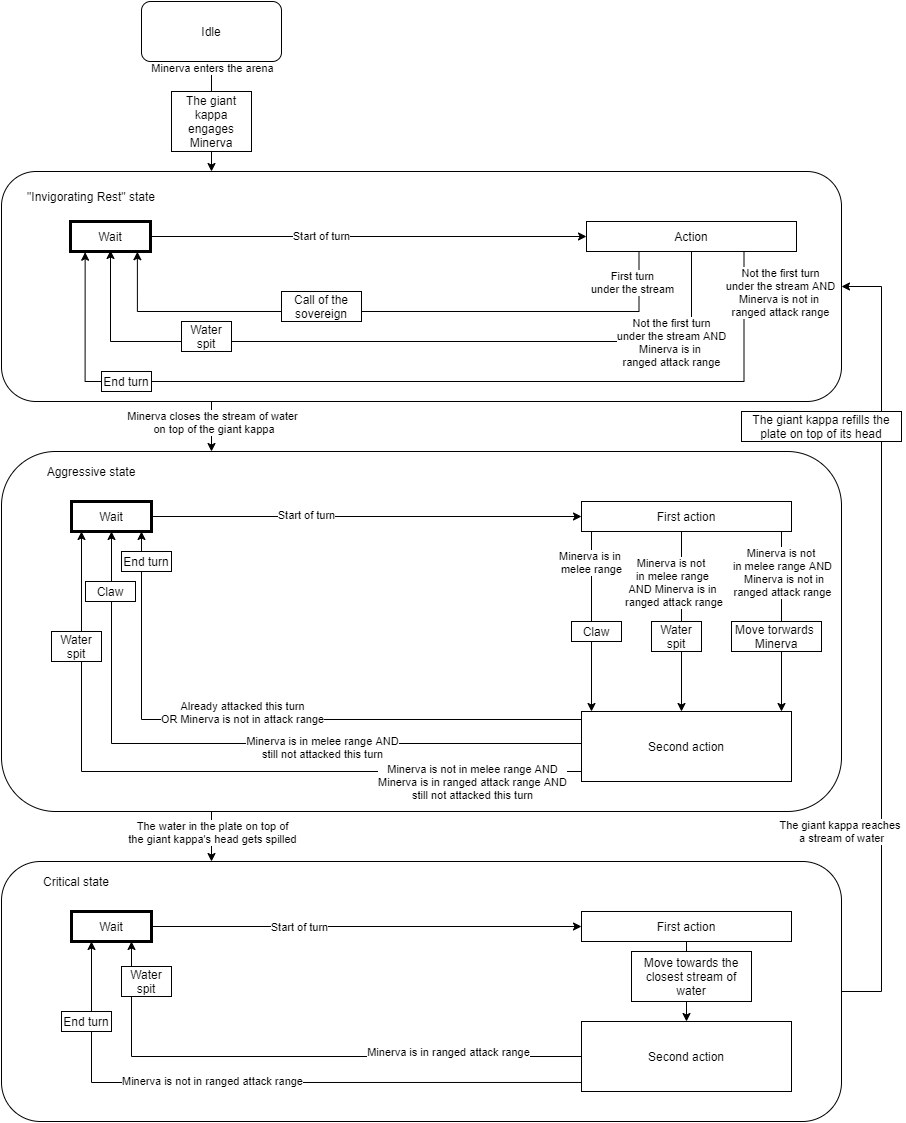 Idle
Minerva enters the arena
The giant
kappa
engages
Minerva
"Invigorating Rest" state
Wait
Start of turn
Action
First turn
under the stream
Not the first turn
under the stream AND
Minerva is not in
ranged attack range
Call of the
sovereign
Water
spit
Not the first turn
under the stream AND
Minerva is in
ranged attack range
End turn
Minerva closes the stream of water
on top of the giant kappa
The giant kappa refills the
plate on top of its head
Aggressive state
Wait
Start of turn
First action
End turn
Claw
Water
spit
Minerva is in
melee range
Minerva is not
in melee range
AND Minerva is in
ranged attack range
Minerva is not
in melee range AND
Minerva is not in
ranged attack range
Claw
Water
spit
Move torwards
Minerva
Already attacked this turn
OR Minerva is not in attack range
Minerva is in melee range AND
still not attacked this turn
Minerva is not in melee range AND
Minerva is in ranged attack range AND
still not attacked this turn
Second action
The water in the plate on top of
the giant kappa's head gets spilled
The giant kappa reaches
a stream of water
Critical state
Wait
Start of turn
First action
Water
spit
Move towards the
closest stream of
water
End turn
Minerva is in ranged attack range
Second action
Minerva is not in ranged attack range